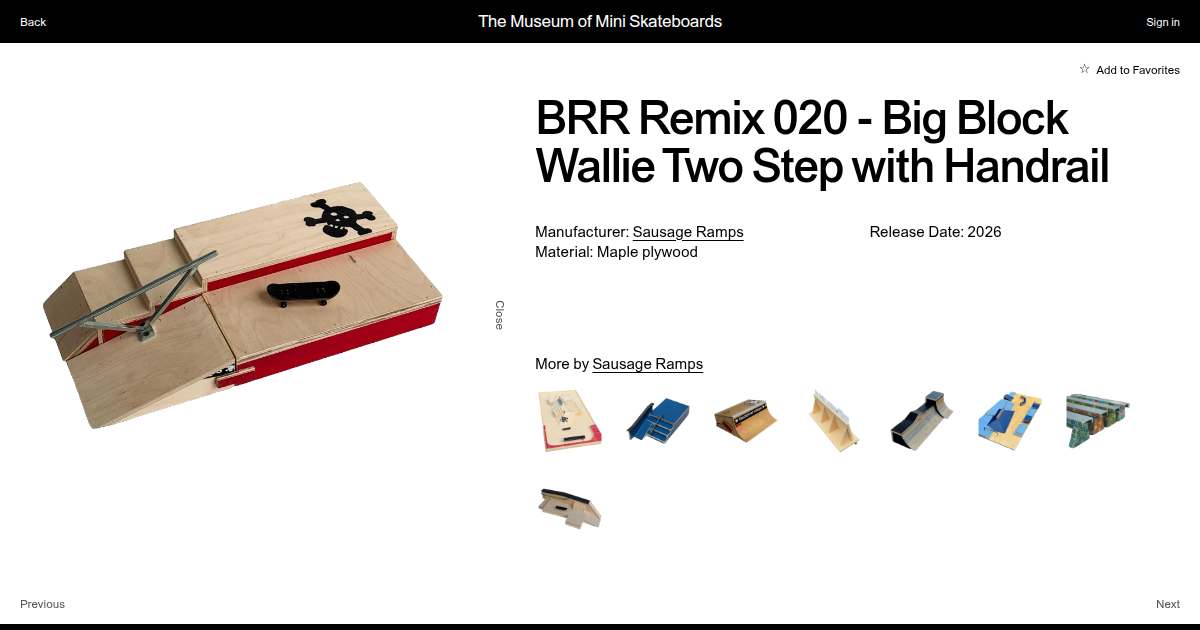 Back
The Museum of Mini Skateboards
Sign in
☆ Add to Favorites
BRR Remix 020 - Big Block
Wallie Two Step with Handrail
Manufacturer: Sausage Ramps
Release Date: 2026
Material: Maple plywood
Close
More by Sausage Ramps
Previous
Next